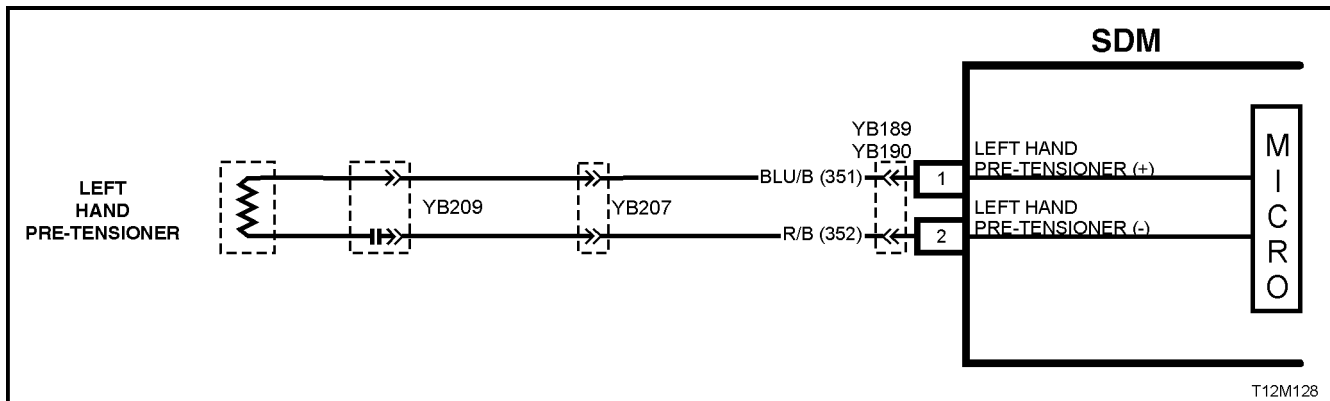 SDM
YB189
YB190
LEFT HAND
PRE-TENSIONER (+)
BLU/B (351)
1
LEFT
HAND
PRE-TENSIONER
YB209
YB207
LEFT HAND
PRE-TENSIONER (-)
R/B (352)
2
M
I
C
R
O
T12M128